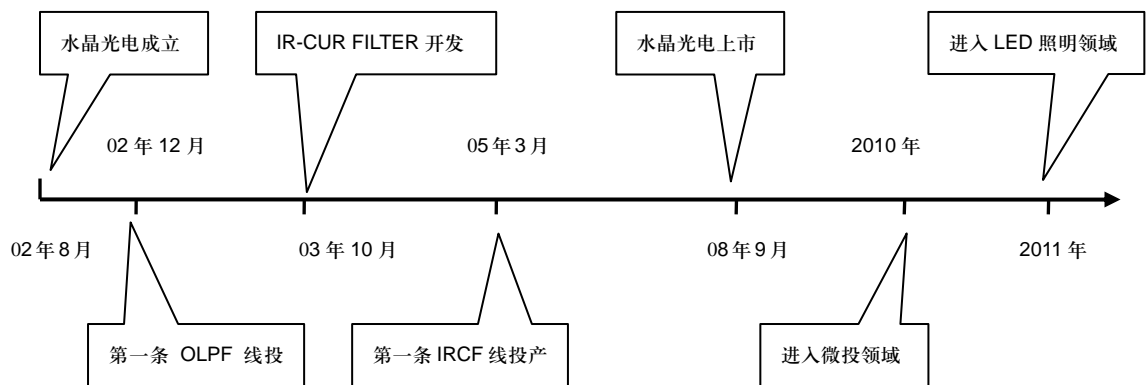 水晶光电成立
IR-CUR FILTER 开发
水晶光电上市
进入 LED 照明领域
02 年 12 月
05 年 3 月
2010 年
02 年 8 月
03 年 10 月
08 年 9 月
2011 年
第一条 OLPF 线投
第一条 IRCF 线投产
进入微投领域